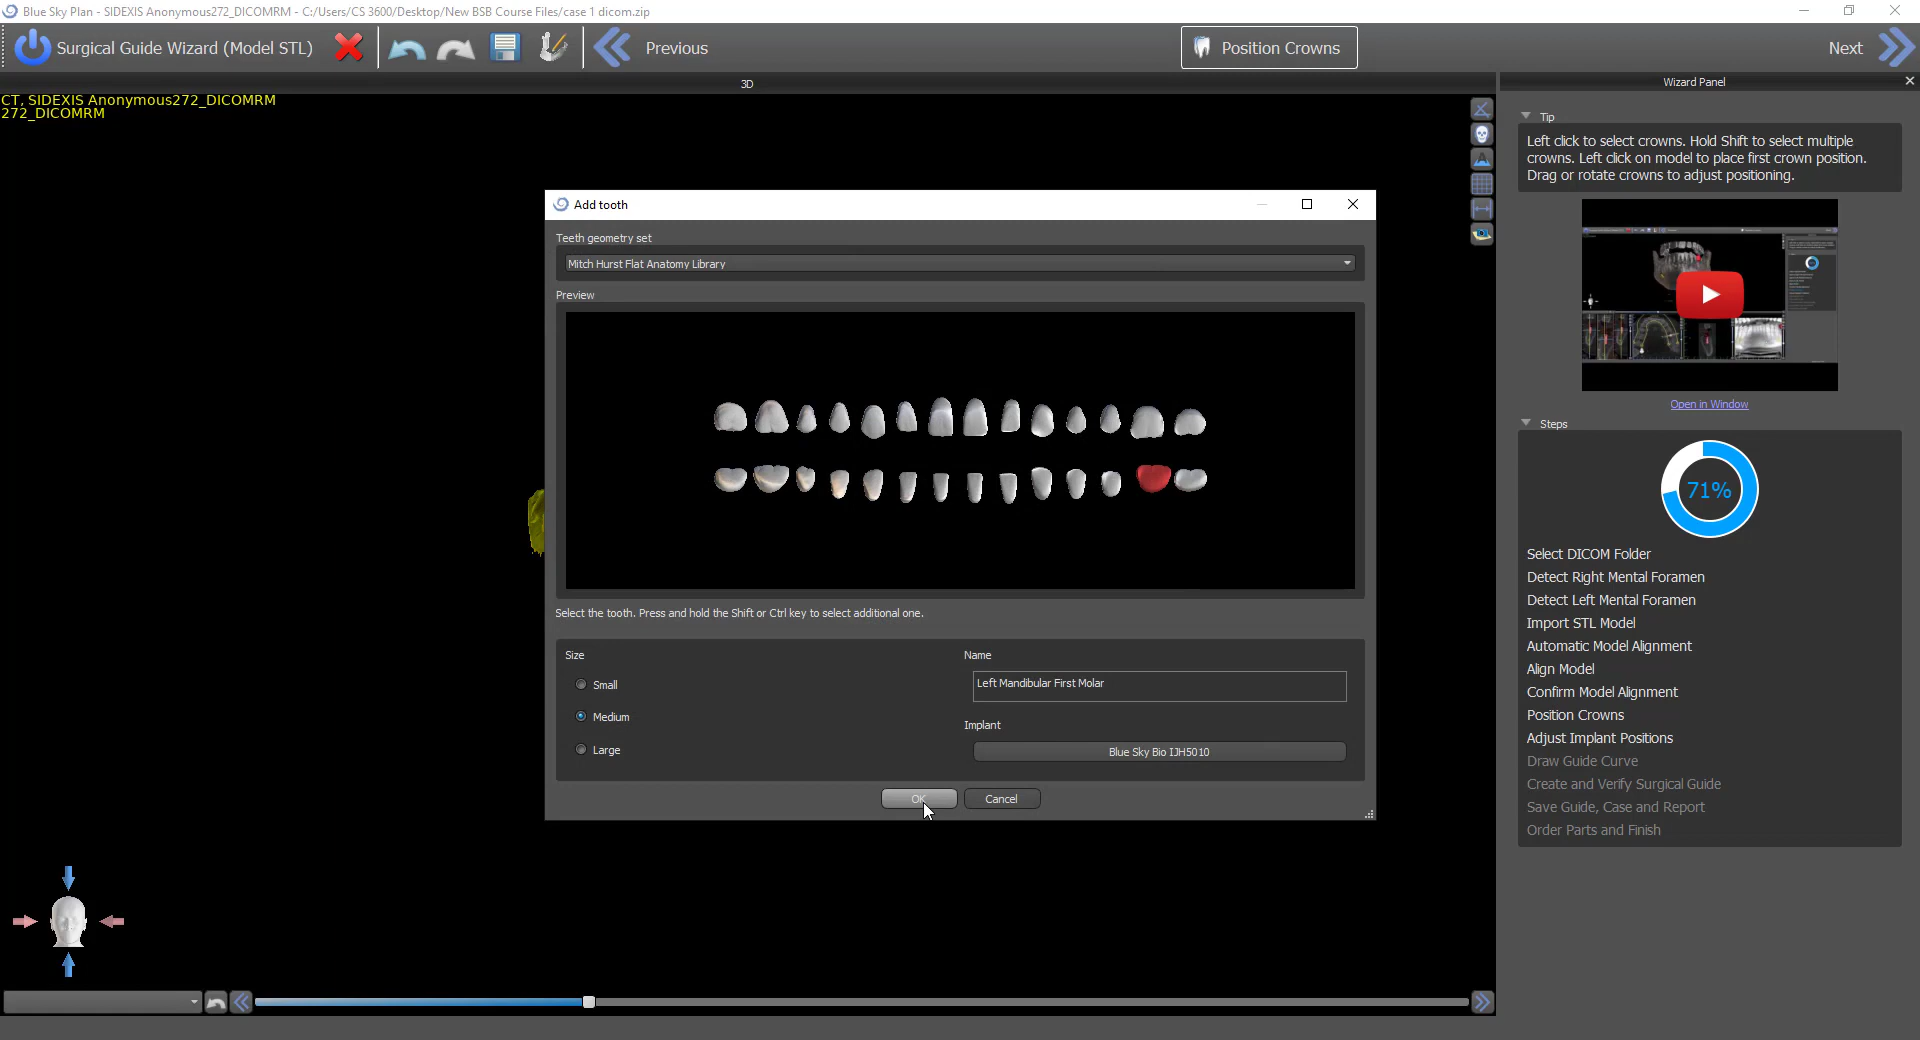 Blue Sky Plan - SIDEXIS Anonymous272_DICOMRM - C:/Users/CS 3600/Desktop/New BSB Course Files/case 1 dicom.zip
Surgical Guide Wizard (Model STL)
Previous
Position Crowns
Next
3D
Wizard Panel
CT, SIDEXIS Anonymous272_DICOMRM
272_DICOMRM
Tip
Left click to select crowns. Hold Shift to select multiple
crowns. Left click on model to place first crown position.
Drag or rotate crowns to adjust positioning.
Open in Window
Steps
71%
Select DICOM Folder
Detect Right Mental Foramen
Detect Left Mental Foramen
Import STL Model
Automatic Model Alignment
Align Model
Confirm Model Alignment
Position Crowns
Adjust Implant Positions
Draw Guide Curve
Create and Verify Surgical Guide
Save Guide, Case and Report
Order Parts and Finish
Add tooth
Teeth geometry set
Mitch Hurst Flat Anatomy Library
Preview
Select the tooth. Press and hold the Shift or Ctrl key to select additional one.
Size
Small
Medium
Large
Name
Left Mandibular First Molar
Implant
Blue Sky Bio IJH5010
OK
Cancel